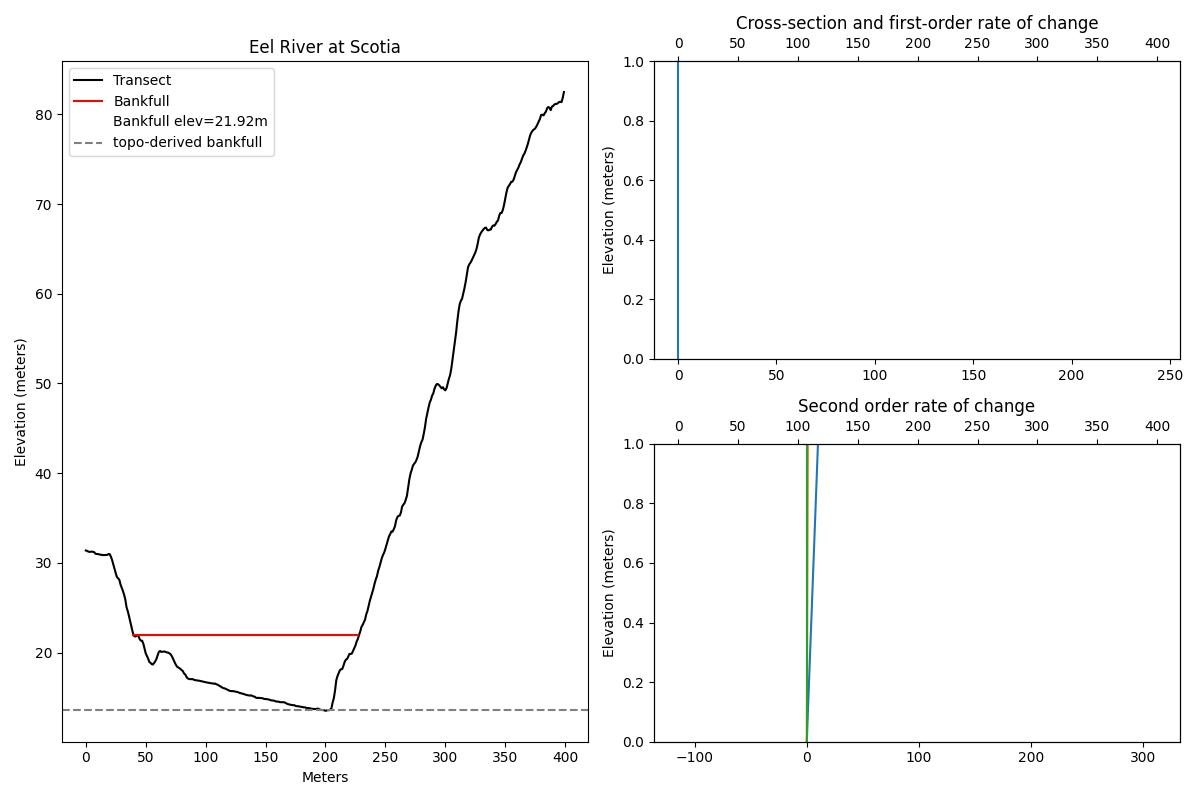 Eel River at Scotia
Transect
Bankfull
Bankfull elev=21.92m
topo-derived bankfull
Elevation (meters)
80
70
60
50
40
30
20
0 50 100 150 200 250 300 350 400
Meters
Cross-section and first-order rate of change
0 50 100 150 200 250 300 350 400
Elevation (meters)
1.0
0.8
0.6
0.4
0.2
0.0
0 50 100 150 200 250
Second order rate of change
0 50 100 150 200 250 300 350 400
Elevation (meters)
1.0
0.8
0.6
0.4
0.2
0.0
−100 0 100 200 300